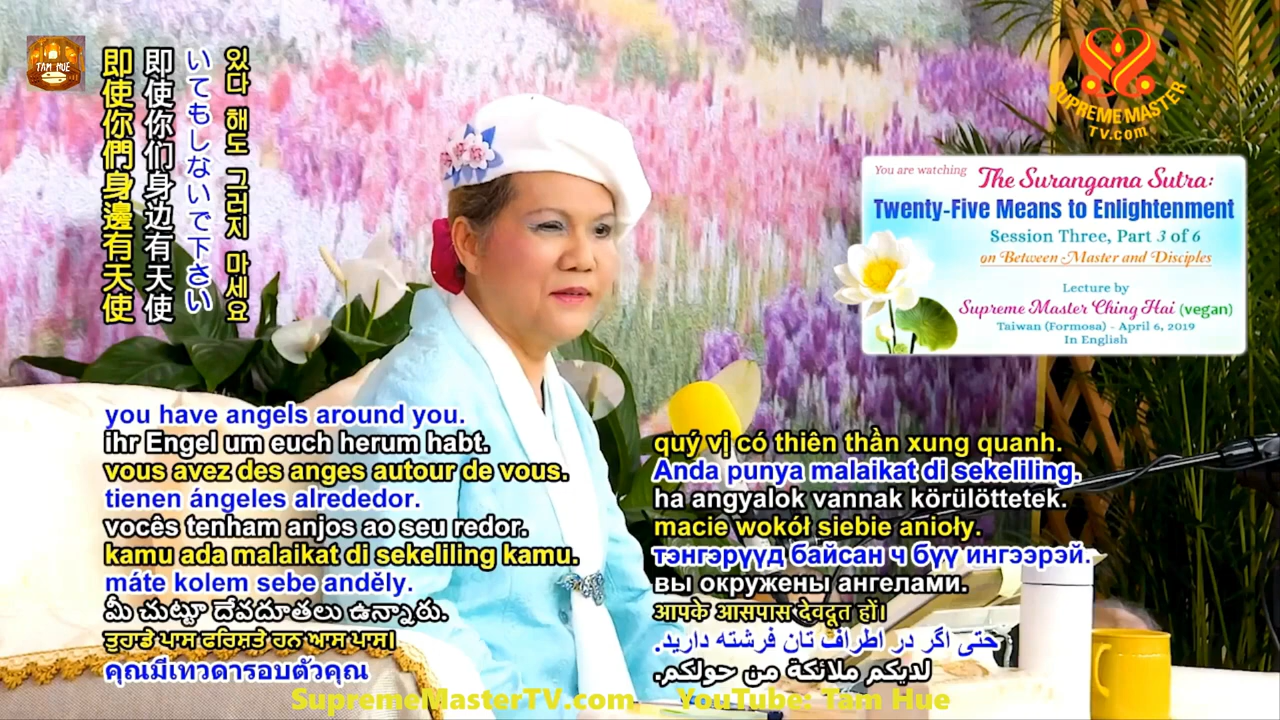 TAM HUE
있다 해도 그러지 마세요
いてもしないで下さい
即使你们身边有天使
即使你們身邊有天使
SUPREME MASTER
TV.com
You are watching The Surangama Sutra:
Twenty-Five Means to Enlightenment
Session Three, Part 3 of 6
on Between Master and Disciples
Lecture by
Supreme Master Ching Hai (vegan)
Taiwan (Formosa) - April 6, 2019
In English
you have angels around you.
ihr Engel um euch herum habt.
vous avez des anges autour de vous.
tienen ángeles alrededor.
vocês tenham anjos ao seu redor.
kamu ada malaikat di sekeliling kamu.
máte kolem sebe anděly.
మీ చుట్టూ దేవదూతలు ఉన్నారు.
ਤੁਹਾਡੇ ਪਾਸ ਫਰਿਸ਼ਤੇ ਹਨ ਆਸ ਪਾਸ।
คุณมีเทวดารอบตัวคุณ
quý vị có thiên thần xung quanh.
Anda punya malaikat di sekeliling.
ha angyalok vannak körülöttetek.
macie wokół siebie anioły.
тэнгэрүүд байсан ч бүү ингээрэй.
вы окружены ангелами.
आपके आसपास देवदूत हों।
حتی اگر در اطراف تان فرشته دارید.
لديكم ملائكة من حولكم.
SupremeMasterTV.com YouTube: Tam Hue